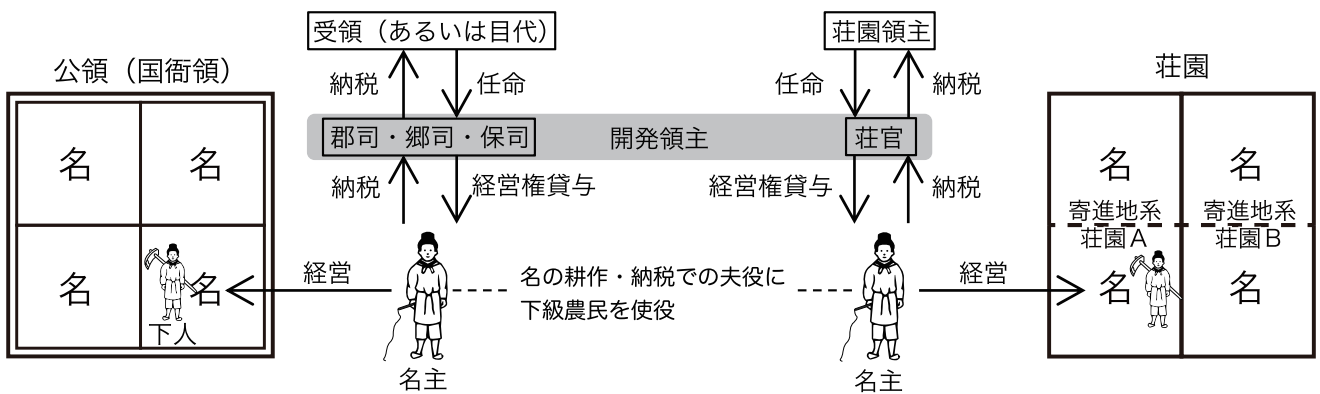 受領（あるいは目代）
荘園領主
公領（国衙領）
荘園
納税
任命
任命
納税
郡司・郷司・保司
開発領主
荘官
名
名
名
名
納税
経営権貸与
経営権貸与
納税
寄進地系
荘園A
寄進地系
荘園B
名
名
下人
経営
名の耕作・納税での夫役に
下級農民を使役
経営
名
名
名主
名主